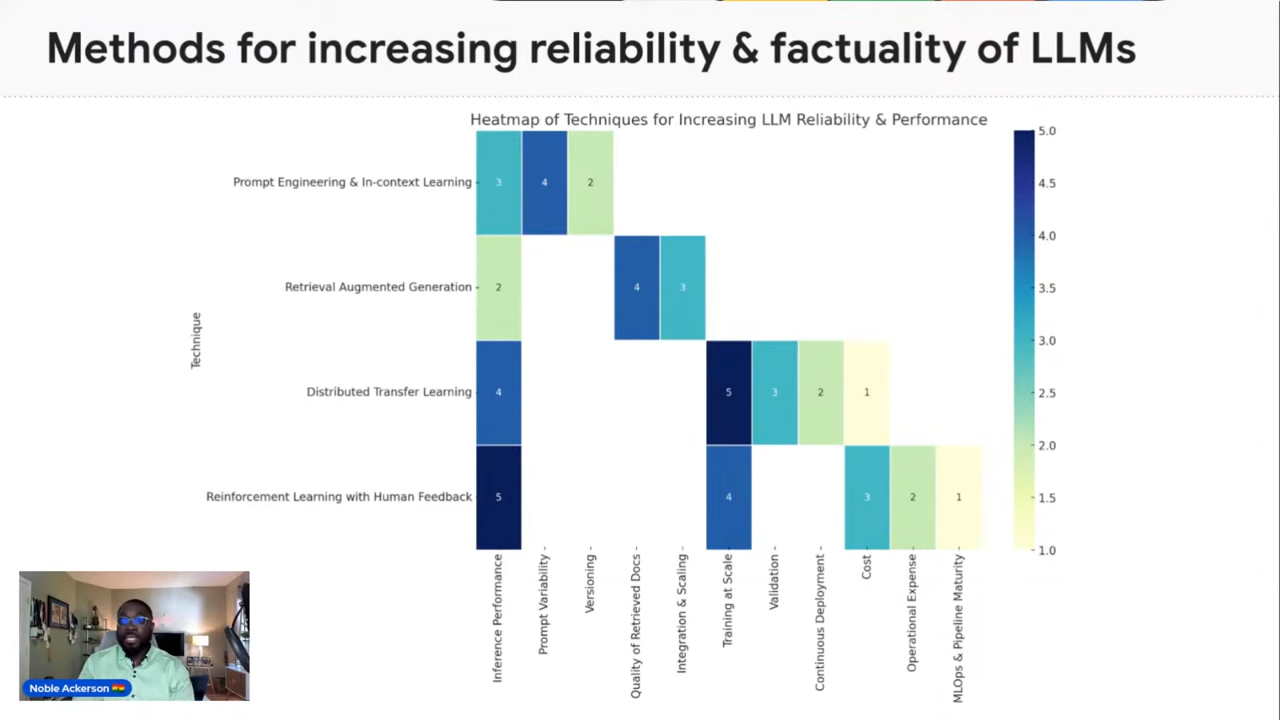 Methods for increasing reliability & factuality of LLMs
Heatmap of Techniques for Increasing LLM Reliability & Performance
Technique
Prompt Engineering & In-context Learning
3 4 2
Retrieval Augmented Generation
2 4 3
Distributed Transfer Learning
4 5 3 2 1
Reinforcement Learning with Human Feedback
5 4 3 2 1
Inference Performance
Prompt Variability
Versioning
Quality of Retrieved Docs
Integration & Scaling
Training at Scale
Validation
Continuous Deployment
Cost
Operational Expense
MLOps & Pipeline Maturity
5.0
4.5
4.0
3.5
3.0
2.5
2.0
1.5
1.0
Noble Ackerson 🇬🇭